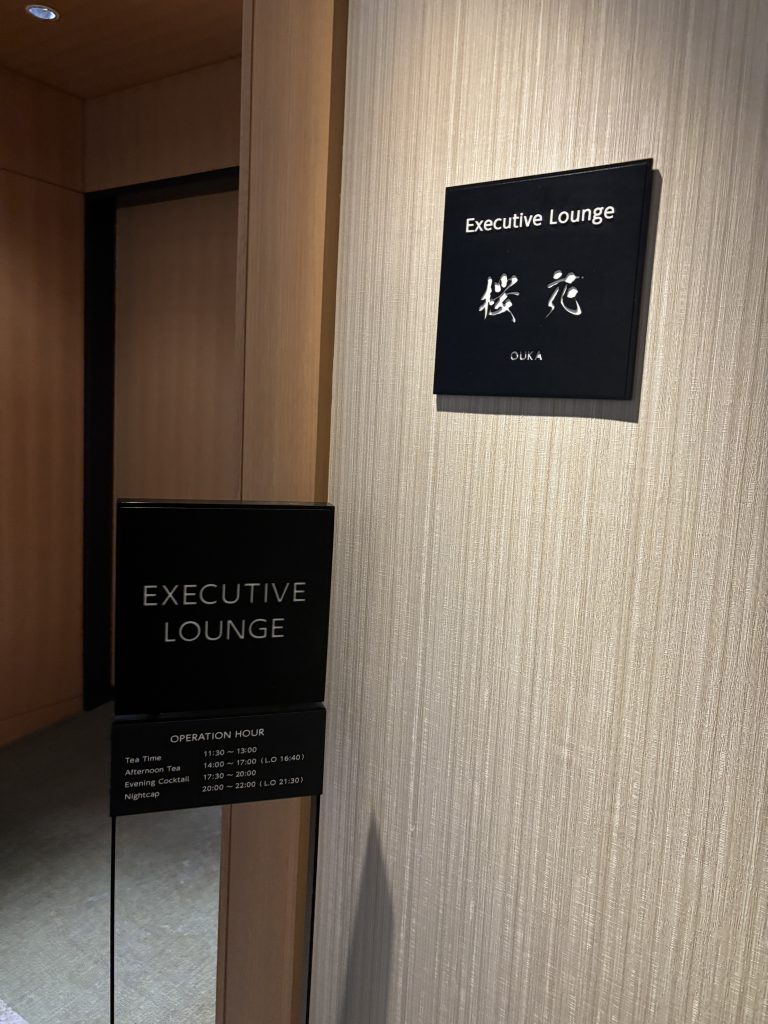 Executive Lounge
桜花
OUKA
EXECUTIVE
LOUNGE
OPERATION HOUR
Tea Time 11:30 ~ 13:00
Afternoon Tea 14:00 ~ 17:00 ( L.O 16:40 )
Evening Cocktail 17:30 ~ 20:00
Nightcap 20:00 ~ 22:00 ( L.O 21:30 )